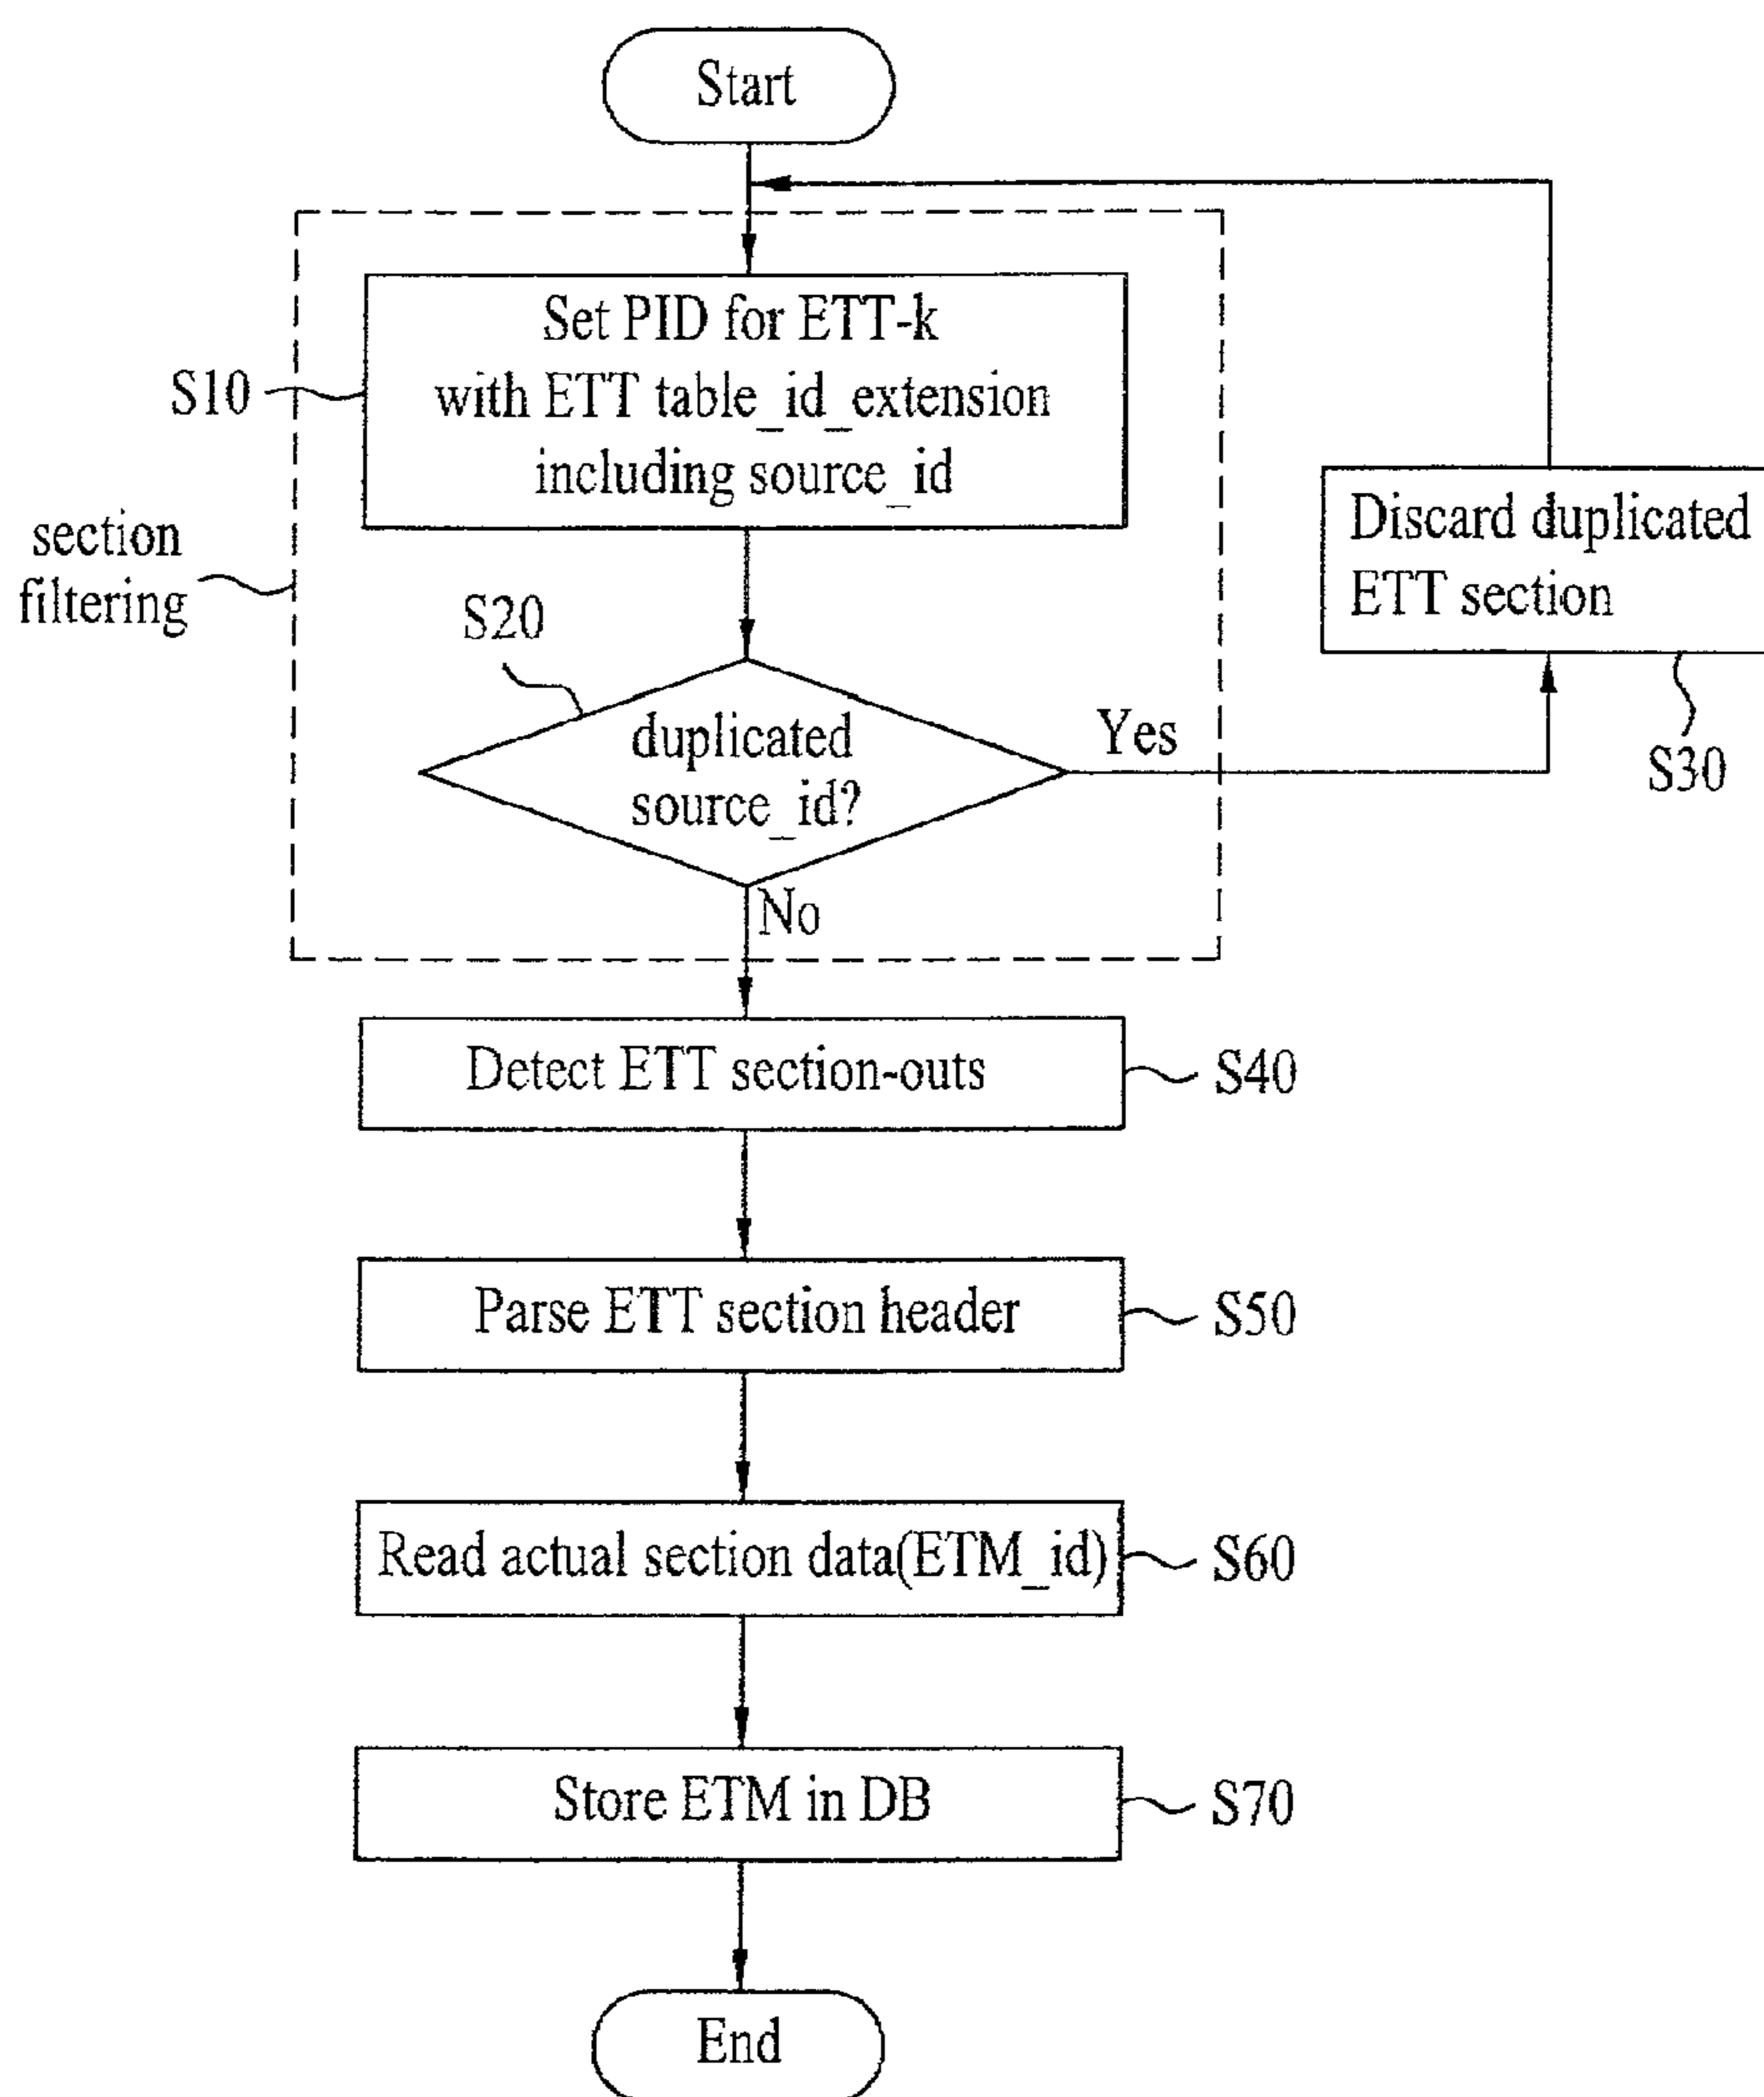 Start
Set PID for ETT-k
with ETT table_id_extension
including source_id
S10
section
filtering
Discard duplicated
ETT section
S20
duplicated
source_id?
Yes
S30
No
Detect ETT section-outs
S40
Parse ETT section header
S50
Read actual section data(ETM_id)
S60
Store ETM in DB
S70
End